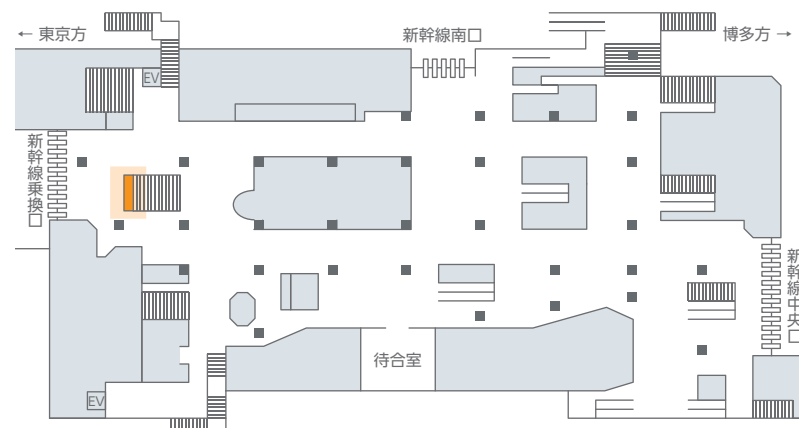 ← 東京方
新幹線南口
博多方 →
EV
新幹線乗換口
新幹線中央口
待合室
EV